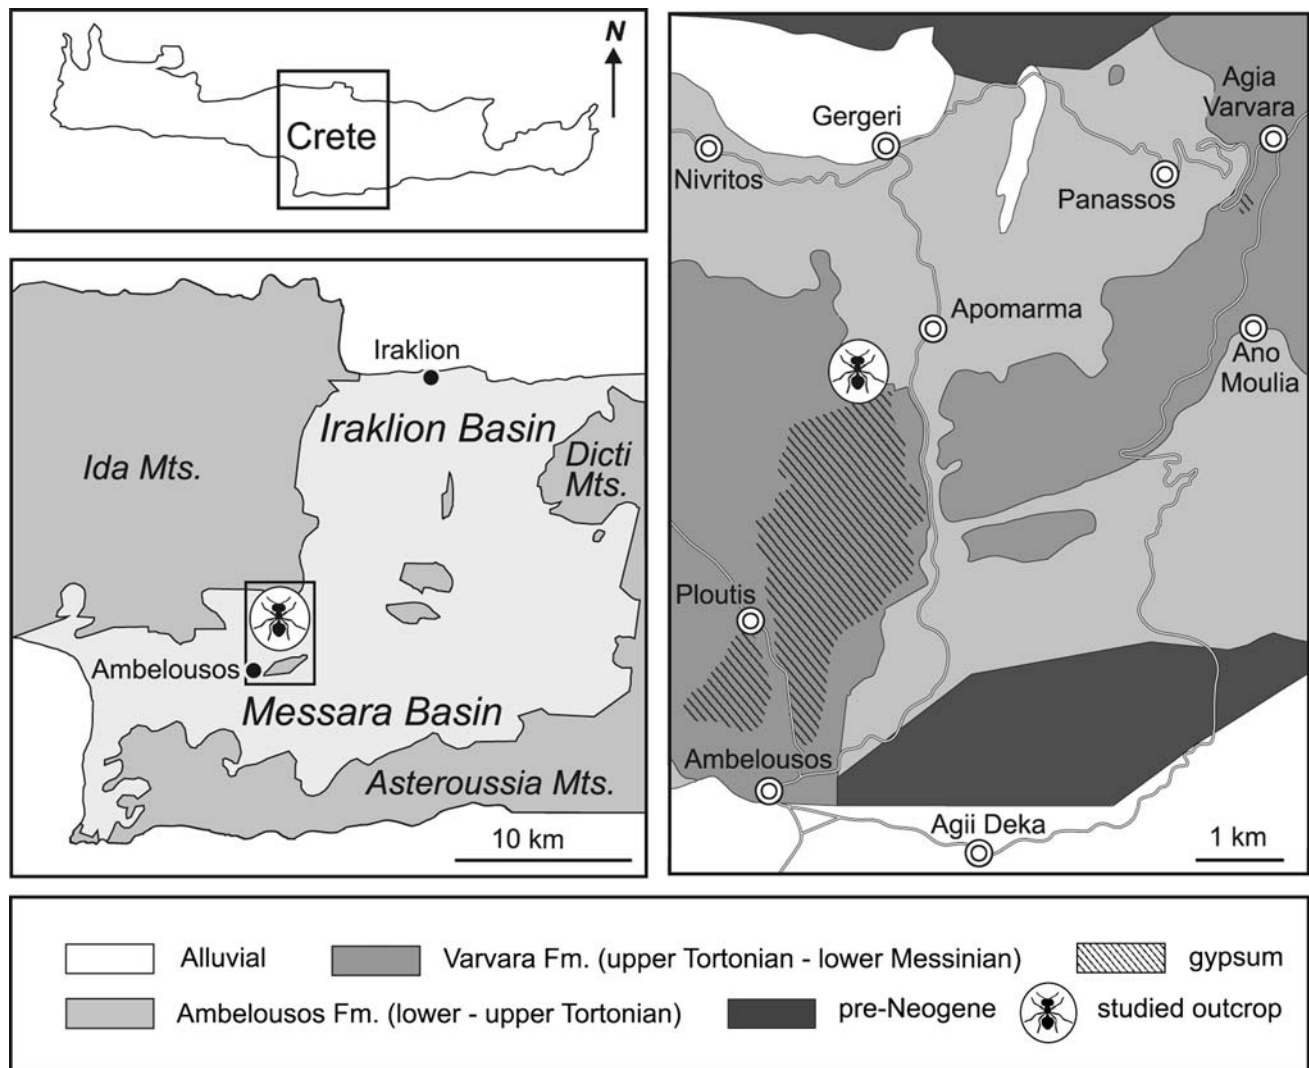 N
Crete
Iraklion
Iraklion Basin
Ida Mts.
Dicti
Mts.
Ambelousos
Messara Basin
Asteroussia Mts.
10 km
Agia
Varvara
Gergeri
Nivritos
Panassos
Apomarma
Ano
Moulia
Ploutis
Ambelousos
Agii Deka
1 km
Alluvial
Varvara Fm. (upper Tortonian - lower Messinian)
gypsum
Ambelousos Fm. (lower - upper Tortonian)
pre-Neogene
studied outcrop